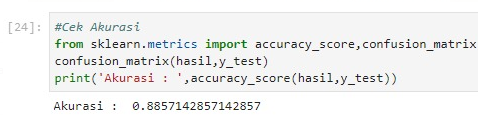 [24]:
#Cek Akurasi
from sklearn.metrics import accuracy_score,confusion_matrix
confusion_matrix(hasil,y_test)
print('Akurasi : ',accuracy_score(hasil,y_test))
Akurasi :  0.8857142857142857